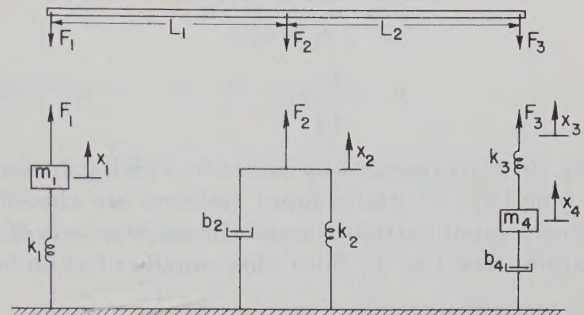 L₁ L₂
F₁ F₂ F₃
F₁ F₂ F₃ x₃
k₃
m₁ x₁ x₂ x₄
m₄
k₁ b₂ k₂ b₄